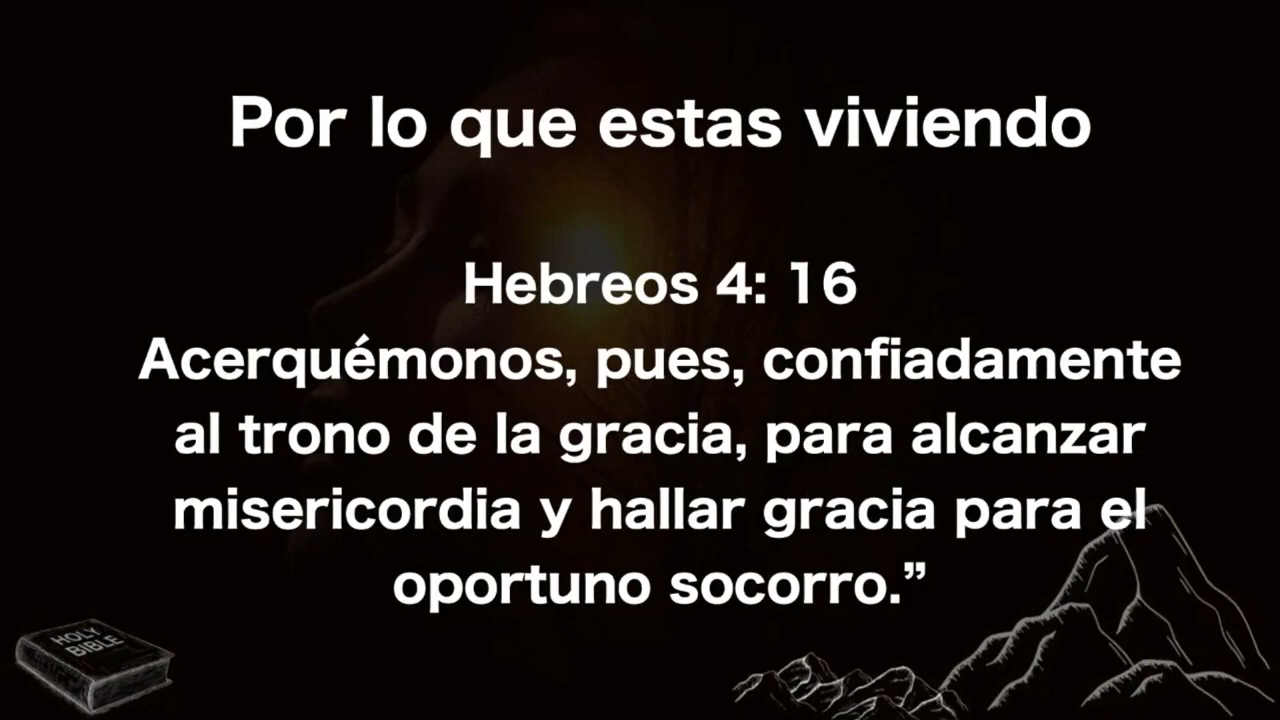 Por lo que estas viviendo
Hebreos 4: 16
Acerquémonos, pues, confiadamente
al trono de la gracia, para alcanzar
misericordia y hallar gracia para el
oportuno socorro.”
HOLY
BIBLE